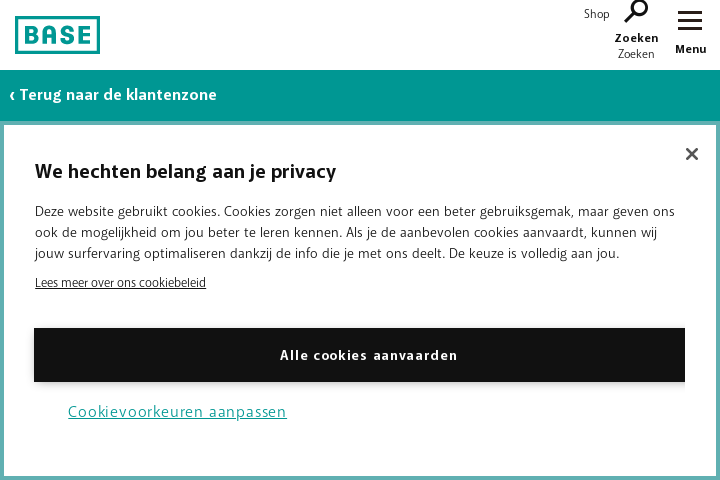 BASE
Shop
Zoeken
Zoeken
Menu
‹ Terug naar de klantenzone
We hechten belang aan je privacy
Deze website gebruikt cookies. Cookies zorgen niet alleen voor een beter gebruiksgemak, maar geven ons
ook de mogelijkheid om jou beter te leren kennen. Als je de aanbevolen cookies aanvaardt, kunnen wij
jouw surfervaring optimaliseren dankzij de info die je met ons deelt. De keuze is volledig aan jou.
Lees meer over ons cookiebeleid
Alle cookies aanvaarden
Cookievoorkeuren aanpassen